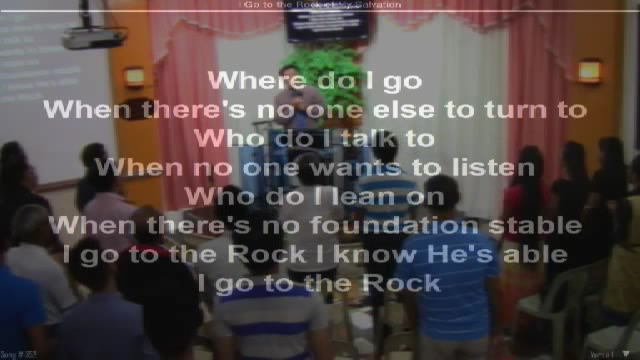 I Go to the Rock of My Salvation
Where do I go
When there's no one else to turn to
Who do I talk to
When no one wants to listen
Who do I lean on
When there's no foundation stable
I go to the Rock I know He's able
I go to the Rock